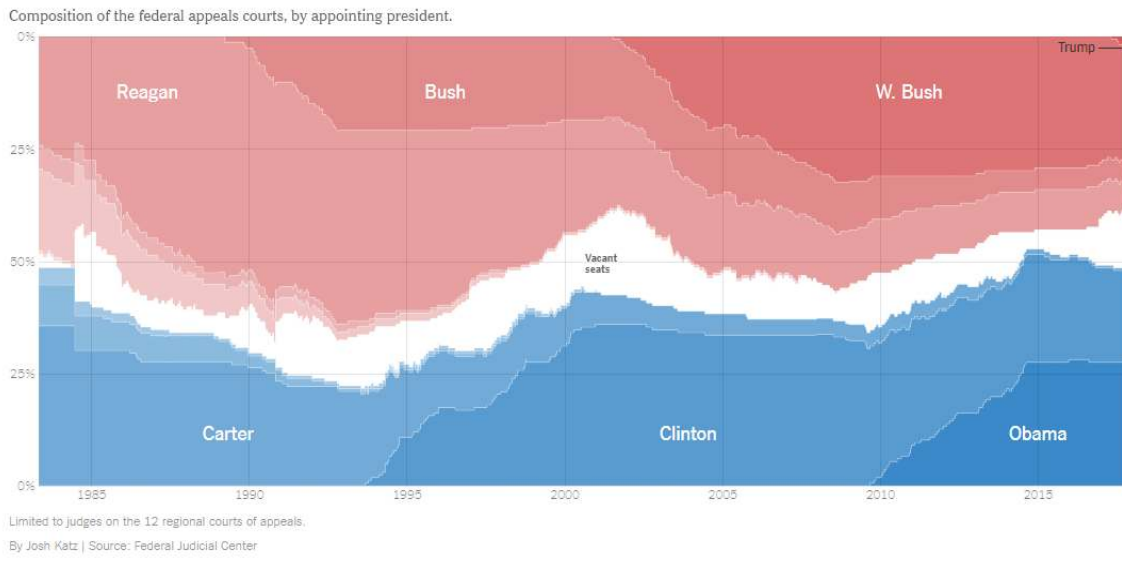 Composition of the federal appeals courts, by appointing president.
0%
Trump
Reagan
Bush
W. Bush
25%
50%
Vacant
seats
25%
Carter
Clinton
Obama
0%
1985 1990 1995 2000 2005 2010 2015
Limited to judges on the 12 regional courts of appeals.
By Josh Katz | Source: Federal Judicial Center